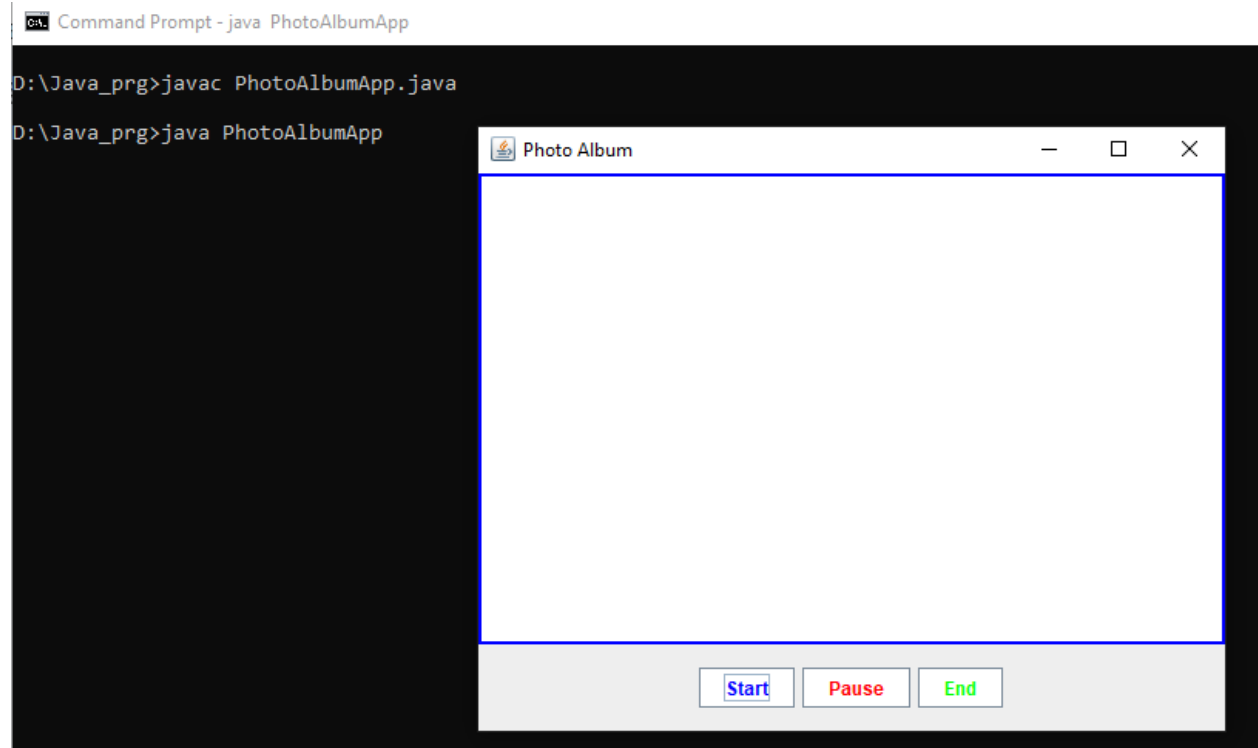 Command Prompt - java  PhotoAlbumApp
D:\Java_prg>javac PhotoAlbumApp.java
D:\Java_prg>java PhotoAlbumApp
Photo Album
Start
Pause
End